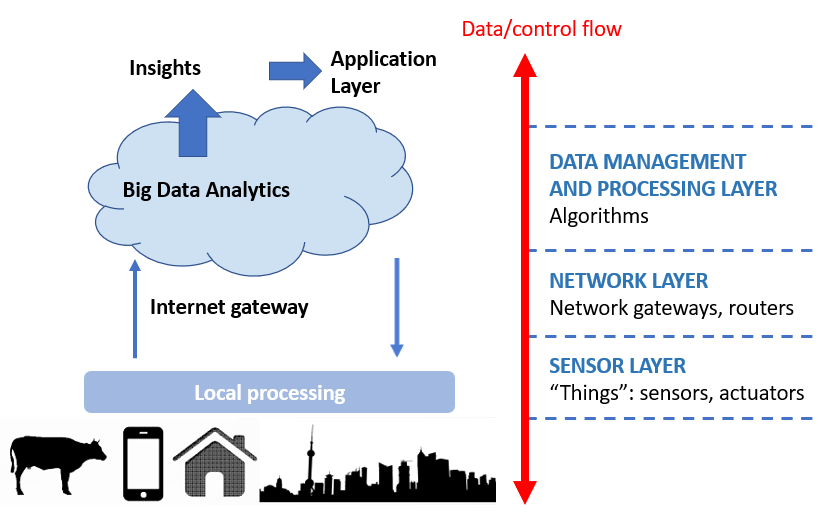 Data/control flow
Insights
Application
Layer
Big Data Analytics
Internet gateway
Local processing
DATA MANAGEMENT
AND PROCESSING LAYER
Algorithms
NETWORK LAYER
Network gateways, routers
SENSOR LAYER
“Things”: sensors, actuators